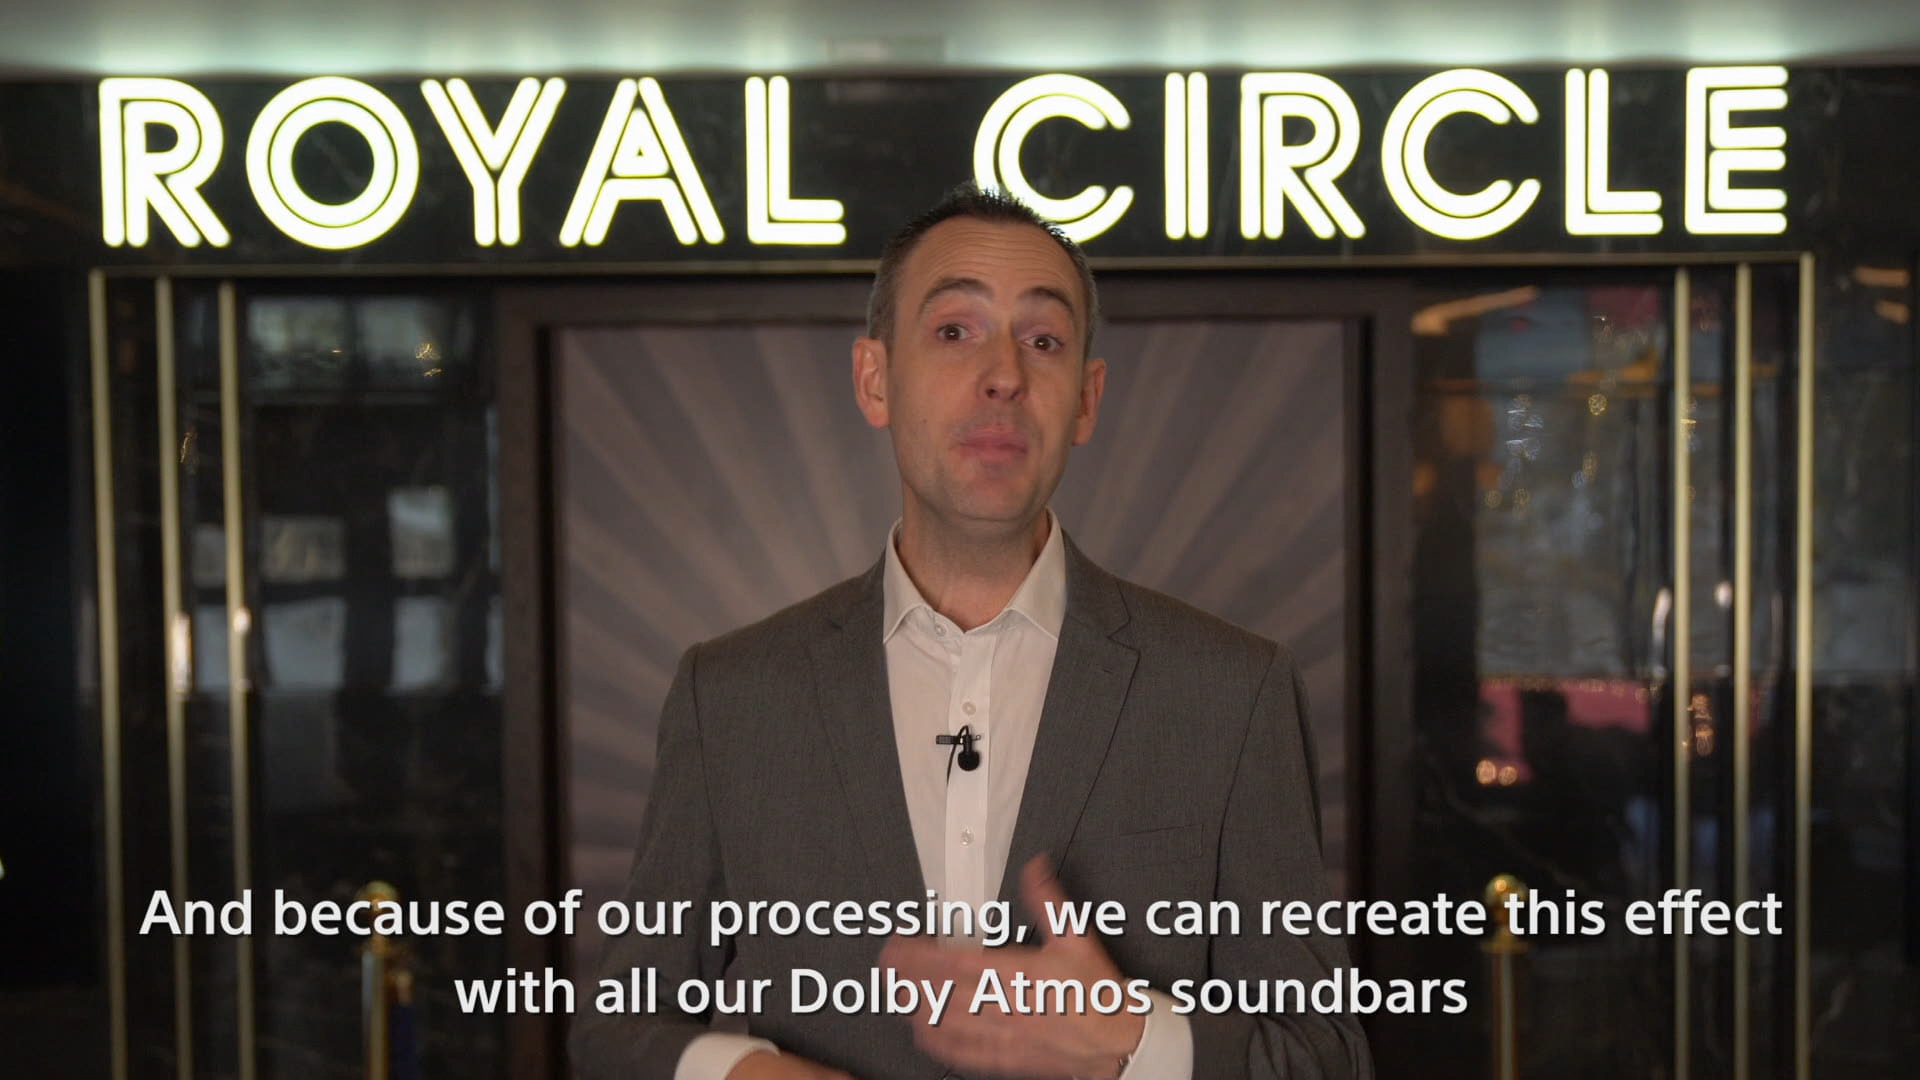 ROYAL CIRCLE
And because of our processing, we can recreate this effect
with all our Dolby Atmos soundbars